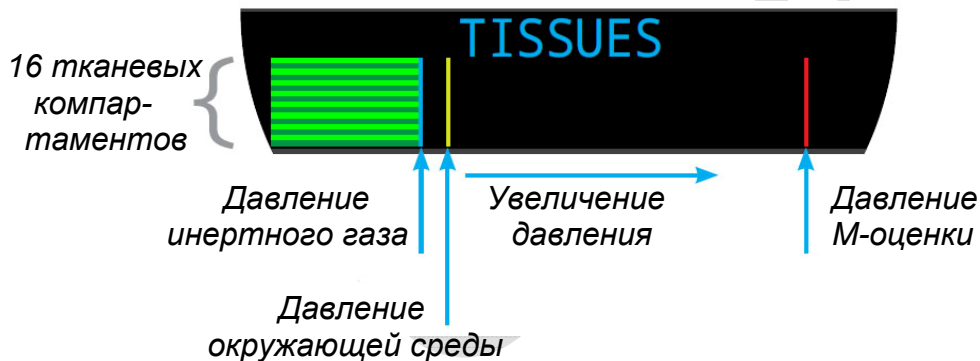 TISSUES
16 тканевых
компар-
таментов
Давление
инертного газа
Увеличение
давления
Давление
М-оценки
Давление
окружающей среды